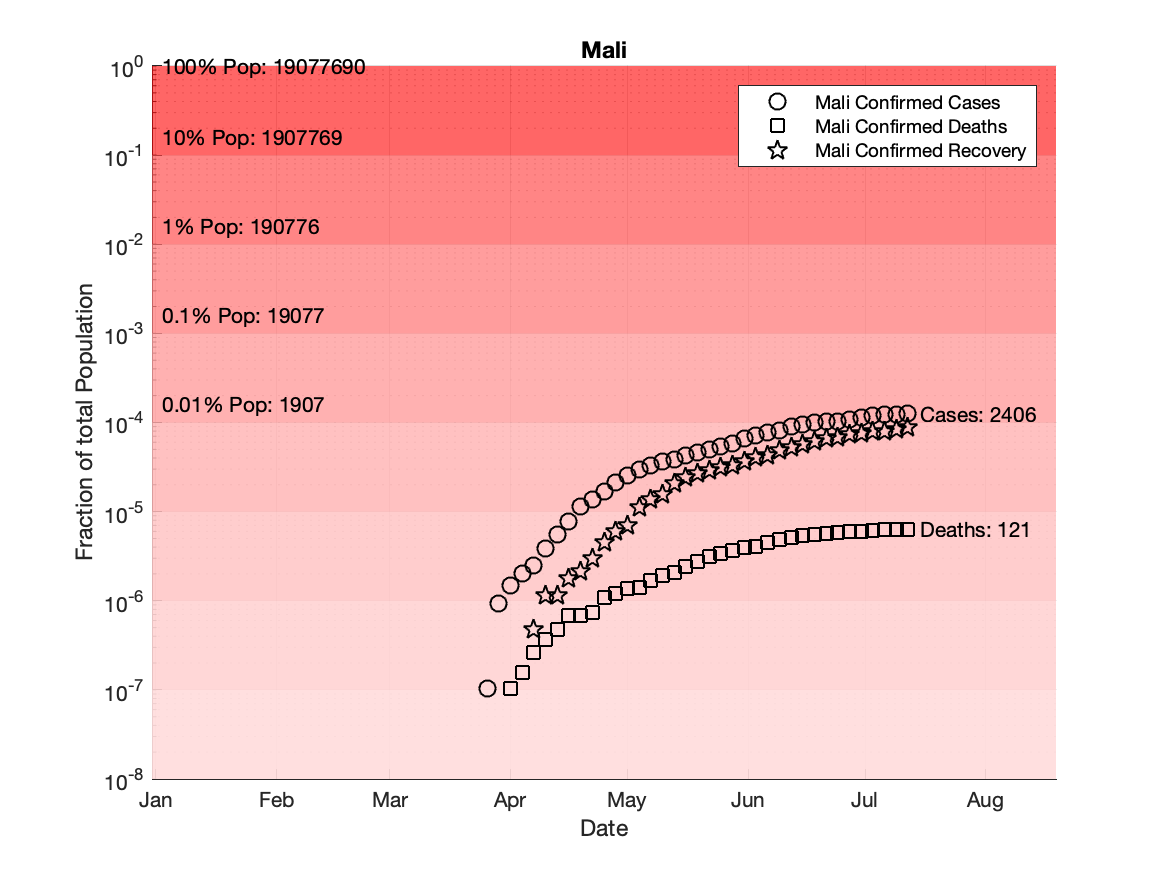 Mali
10^0
100% Pop: 19077690
Mali Confirmed Cases
Mali Confirmed Deaths
Mali Confirmed Recovery
10% Pop: 1907769
10^-1
1% Pop: 190776
10^-2
0.1% Pop: 19077
10^-3
0.01% Pop: 1907
10^-4
Cases: 2406
10^-5
Deaths: 121
10^-6
10^-7
10^-8
Fraction of total Population
Jan Feb Mar Apr May Jun Jul Aug
Date